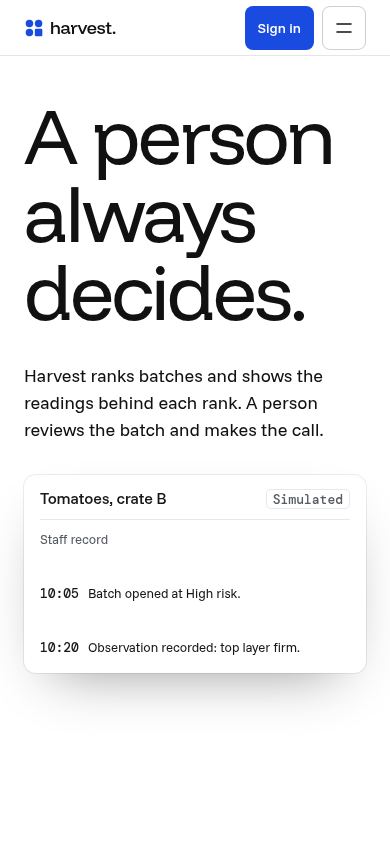 harvest.
Sign in
A person
always
decides.
Harvest ranks batches and shows the
readings behind each rank. A person
reviews the batch and makes the call.
Tomatoes, crate B
Simulated
Staff record
10:05 Batch opened at High risk.
10:20 Observation recorded: top layer firm.